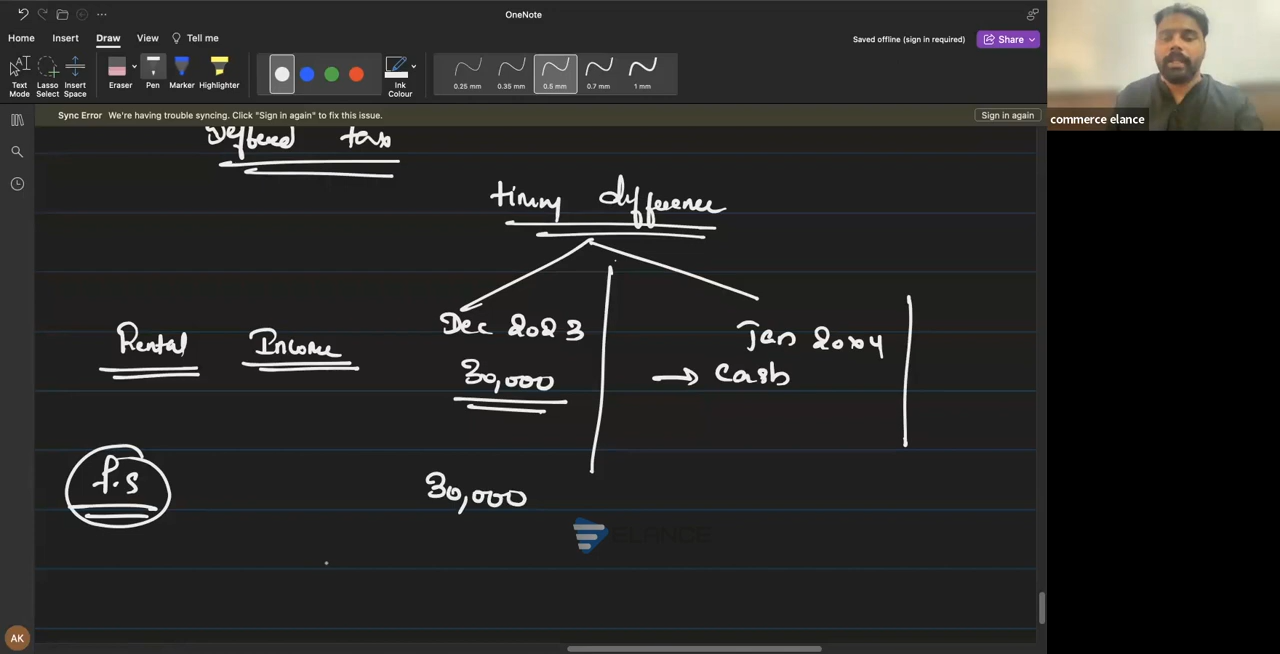 OneNote
Home Insert Draw View Tell me
Saved offline (sign in required) Share
Text Mode Lasso Select Insert Space Eraser Pen Marker Highlighter Ink Colour 0.25 mm 0.35 mm 0.5 mm 0.7 mm 1 mm
commerce elance
Sync Error We're having trouble syncing. Click "Sign in again" to fix this issue. Sign in again
Deffered tax
timing difference
Rental Income Dec 2023 Jan 2024
30,000 → Cash
f.s 30,000
ELANCE
AK